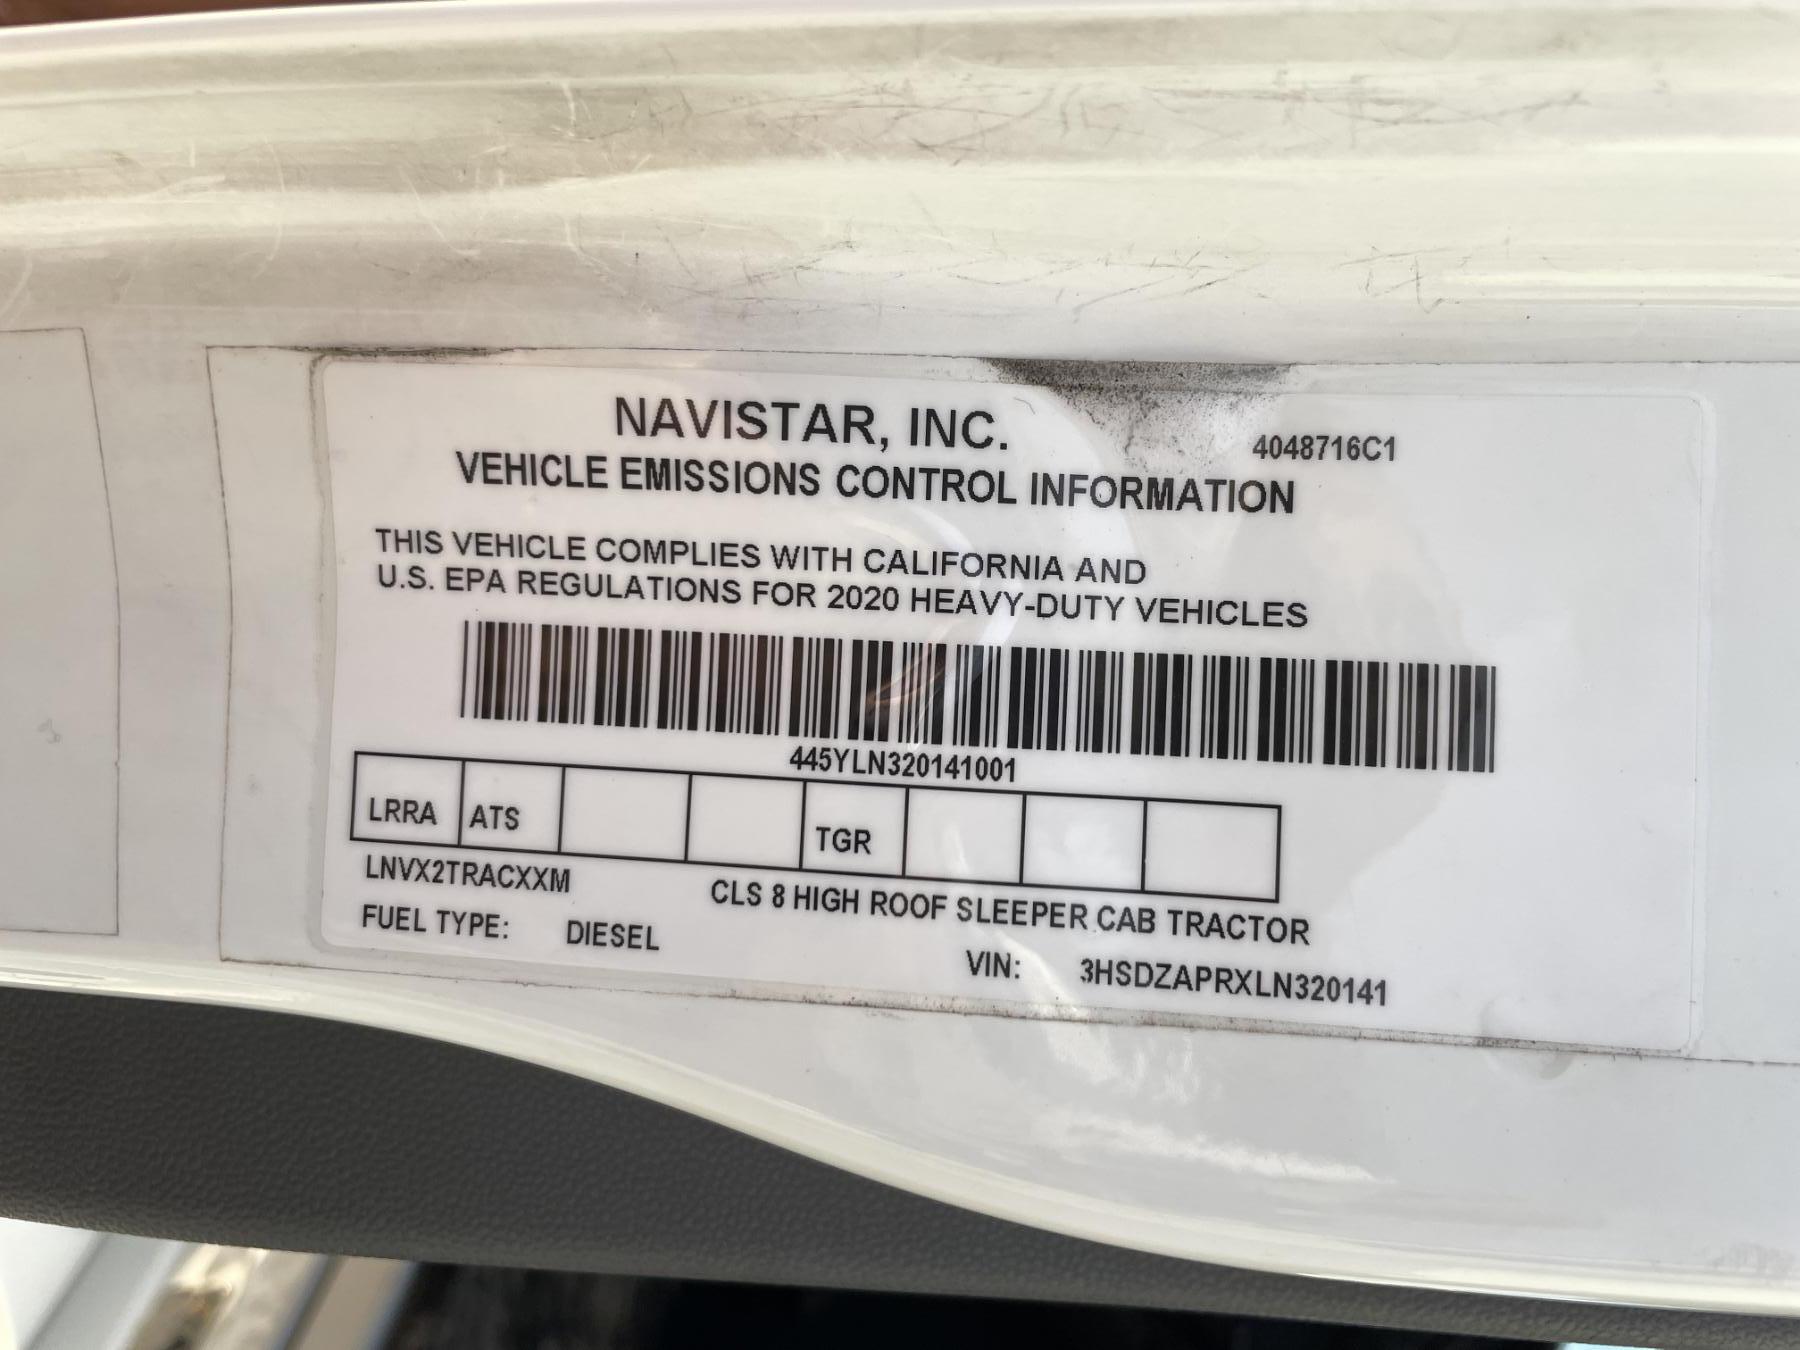 NAVISTAR, INC.
4048716C1
VEHICLE EMISSIONS CONTROL INFORMATION
THIS VEHICLE COMPLIES WITH CALIFORNIA AND
U.S. EPA REGULATIONS FOR 2020 HEAVY-DUTY VEHICLES
445YLN320141001
LRRA ATS TGR
LNVX2TRACXXM
CLS 8 HIGH ROOF SLEEPER CAB TRACTOR
FUEL TYPE: DIESEL
VIN: 3HSDZAPRXLN320141